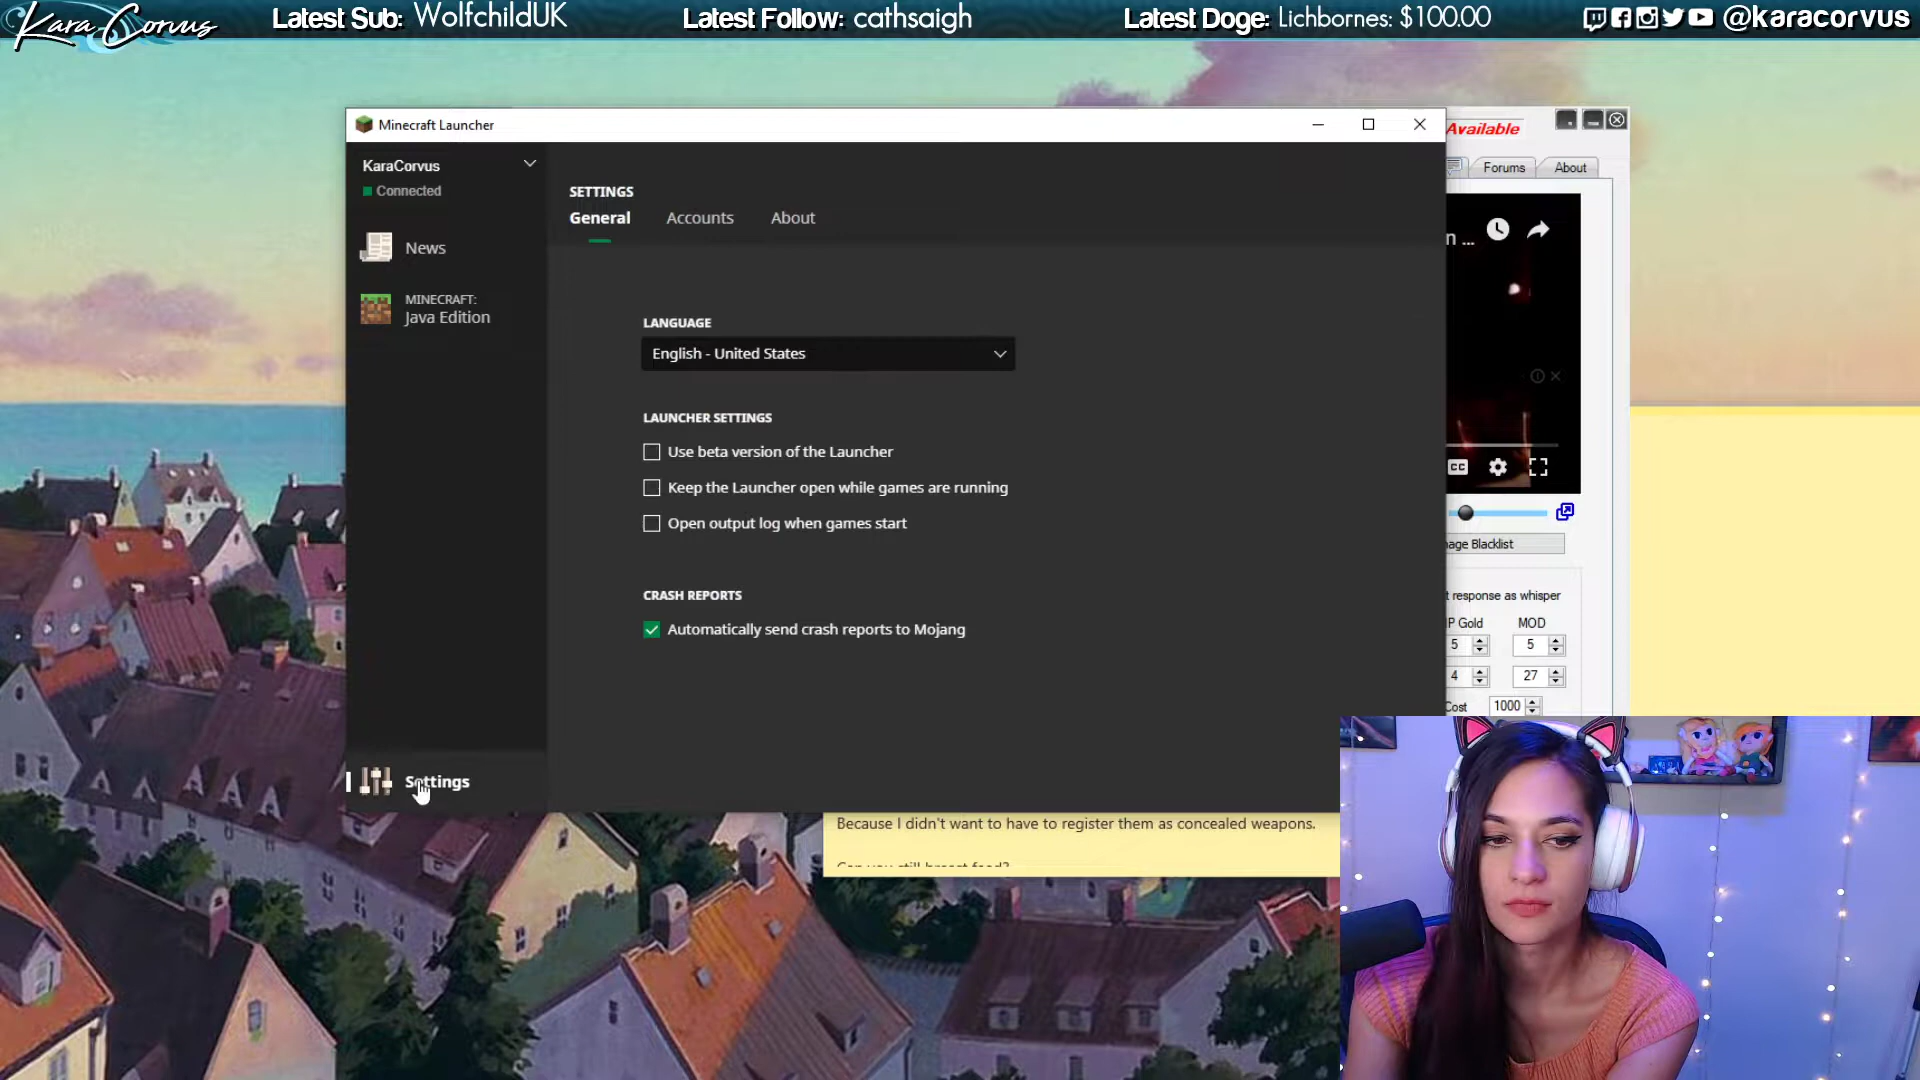 Kara Corvus
Latest Sub: WolfchildUK
Latest Follow: cathsaigh
Latest Doge: Lichbornes: $100.00
@karacorvus
Minecraft Launcher
KaraCorvus
Connected
News
MINECRAFT:
Java Edition
Settings
SETTINGS
General
Accounts
About
LANGUAGE
English - United States
LAUNCHER SETTINGS
Use beta version of the Launcher
Keep the Launcher open while games are running
Open output log when games start
CRASH REPORTS
Automatically send crash reports to Mojang
Available
Forums
About
n ...
CC
age Blacklist
t response as whisper
P Gold
MOD
5
5
4
27
Cost
1000
Because I didn't want to have to register them as concealed weapons.